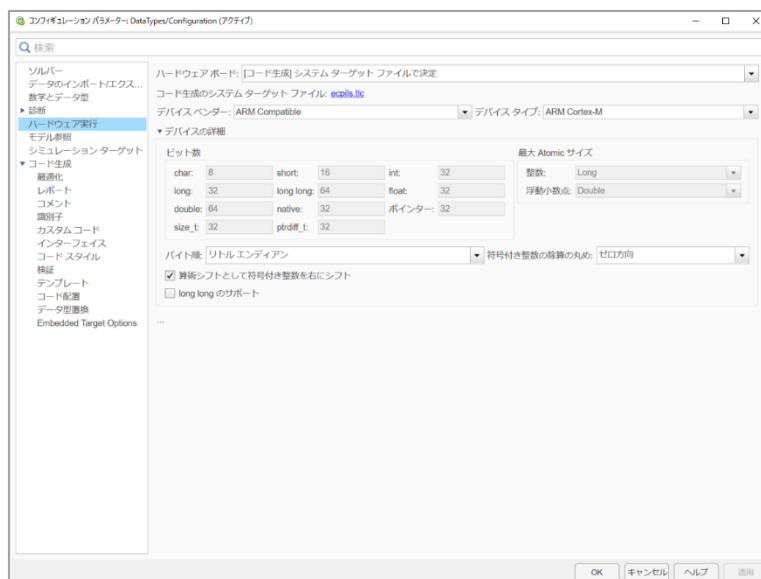 コンフィギュレーション パラメーター: DataTypes/Configuration (アクティブ)
検索
ソルバー
データのインポート/エクス...
数学とデータ型
診断
ハードウェア実行
モデル参照
シミュレーション ターゲット
コード生成
最適化
レポート
コメント
識別子
カスタム コード
インターフェイス
コード スタイル
検証
テンプレート
コード配置
データ型置換
Embedded Target Options
ハードウェア ボード: [コード生成] システム ターゲット ファイルで決定
コード生成のシステム ターゲット ファイル: ecpils.tlc
デバイス ベンダー: ARM Compatible デバイス タイプ: ARM Cortex-M
デバイスの詳細
ビット数 最大 Atomic サイズ
char: 8 short: 16 int: 32 整数: Long
long: 32 long long: 64 float: 32 浮動小数点: Double
double: 64 native: 32 ポインター: 32
size_t: 32 ptrdiff_t: 32
バイト順: リトル エンディアン 符号付き整数の除算の丸め: ゼロ方向
算術シフトとして符号付き整数を右にシフト
long long のサポート
...
OK キャンセル ヘルプ 適用